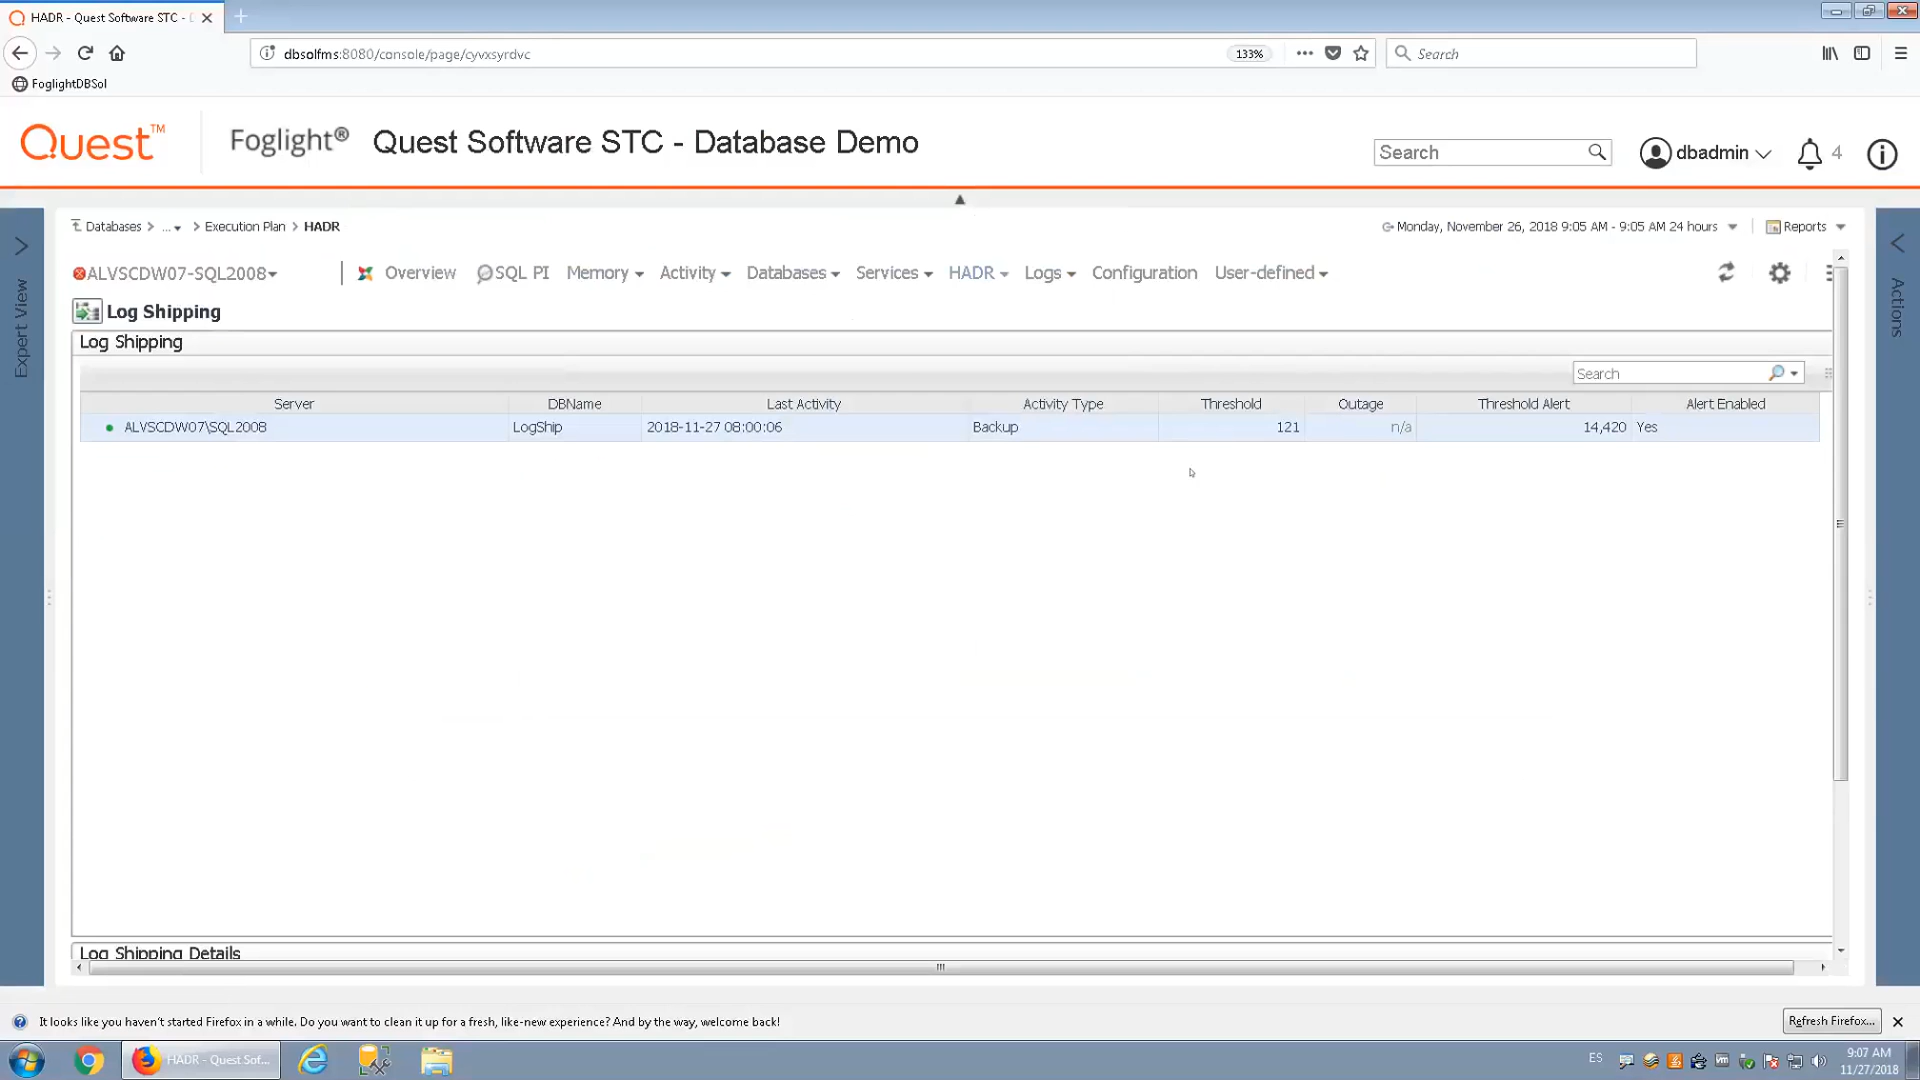 HADR - Quest Software STC - D
dbsolfms:8080/console/page/cyvxsyrdvc
133%
Search
FoglightDBSol
Quest™
Foglight®
Quest Software STC - Database Demo
Search
dbadmin
4
Databases > ... > Execution Plan > HADR
Monday, November 26, 2018 9:05 AM - 9:05 AM 24 hours
Reports
Expert View
Actions
ALVSCDW07-SQL2008
Overview
SQL PI
Memory
Activity
Databases
Services
HADR
Logs
Configuration
User-defined
Log Shipping
Log Shipping
Search
Server DBName Last Activity Activity Type Threshold Outage Threshold Alert Alert Enabled
ALVSCDW07\SQL2008 LogShip 2018-11-27 08:00:06 Backup 121 n/a 14,420 Yes
Log Shipping Details
It looks like you haven't started Firefox in a while. Do you want to clean it up for a fresh, like-new experience? And by the way, welcome back!
Refresh Firefox...
HADR - Quest Sof...
ES
9:07 AM
11/27/2018